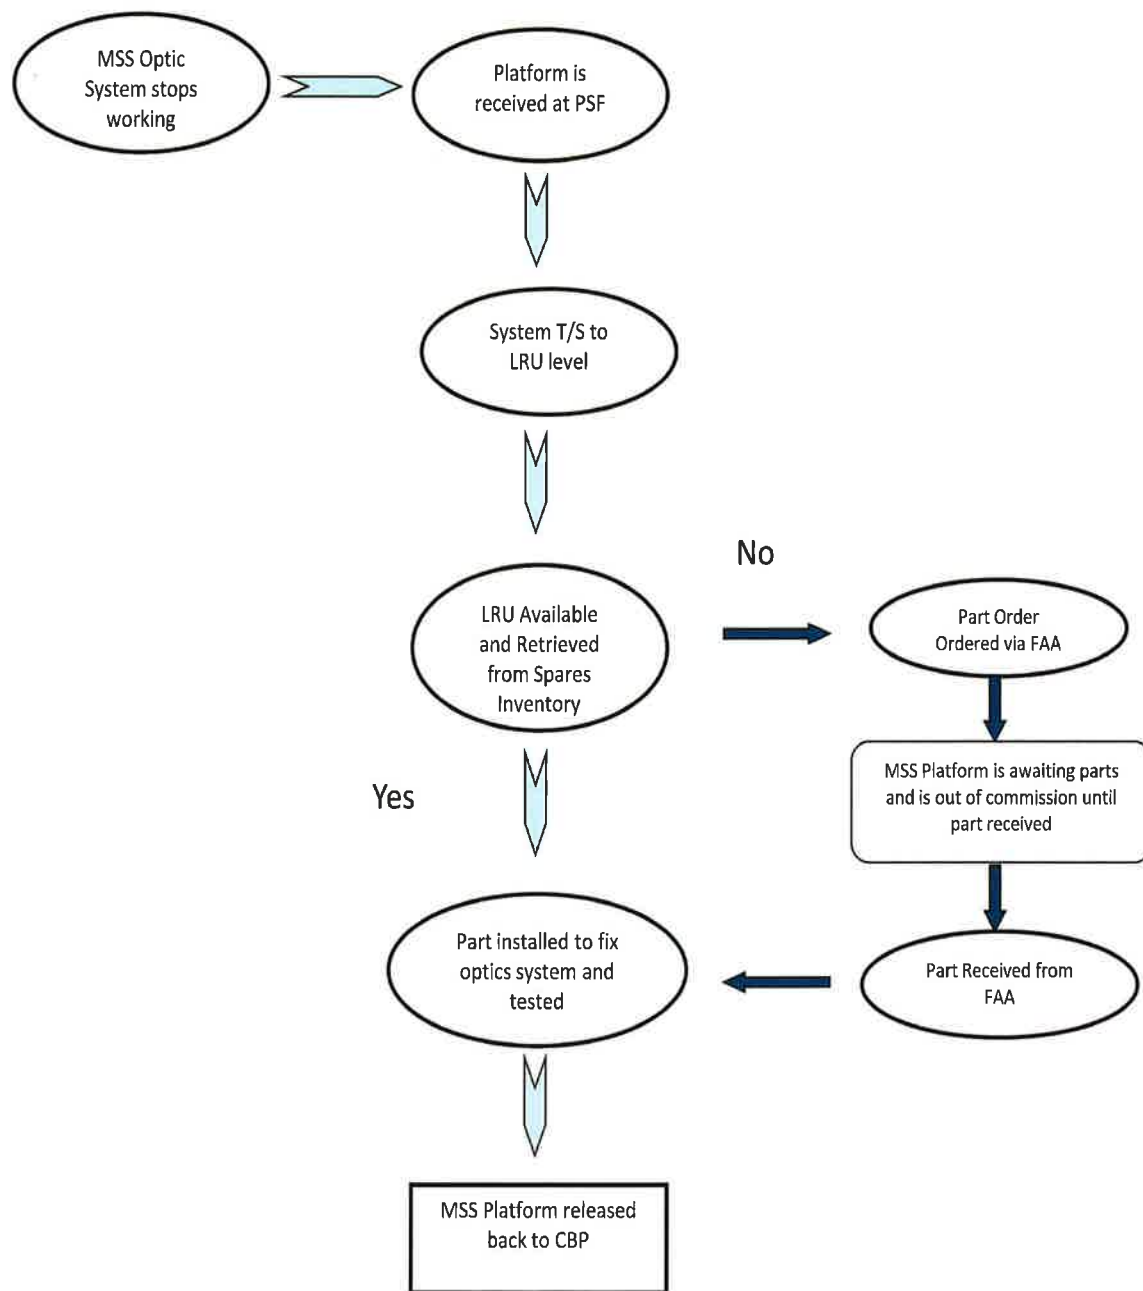 MSS Optic
System stops
working
Platform is
received at PSF
System T/S to
LRU level
No
LRU Available
and Retrieved
from Spares
Inventory
Part Order
Ordered via FAA
MSS Platform is awaiting parts
and is out of commission until
part received
Yes
Part installed to fix
optics system and
tested
Part Received from
FAA
MSS Platform released
back to CBP